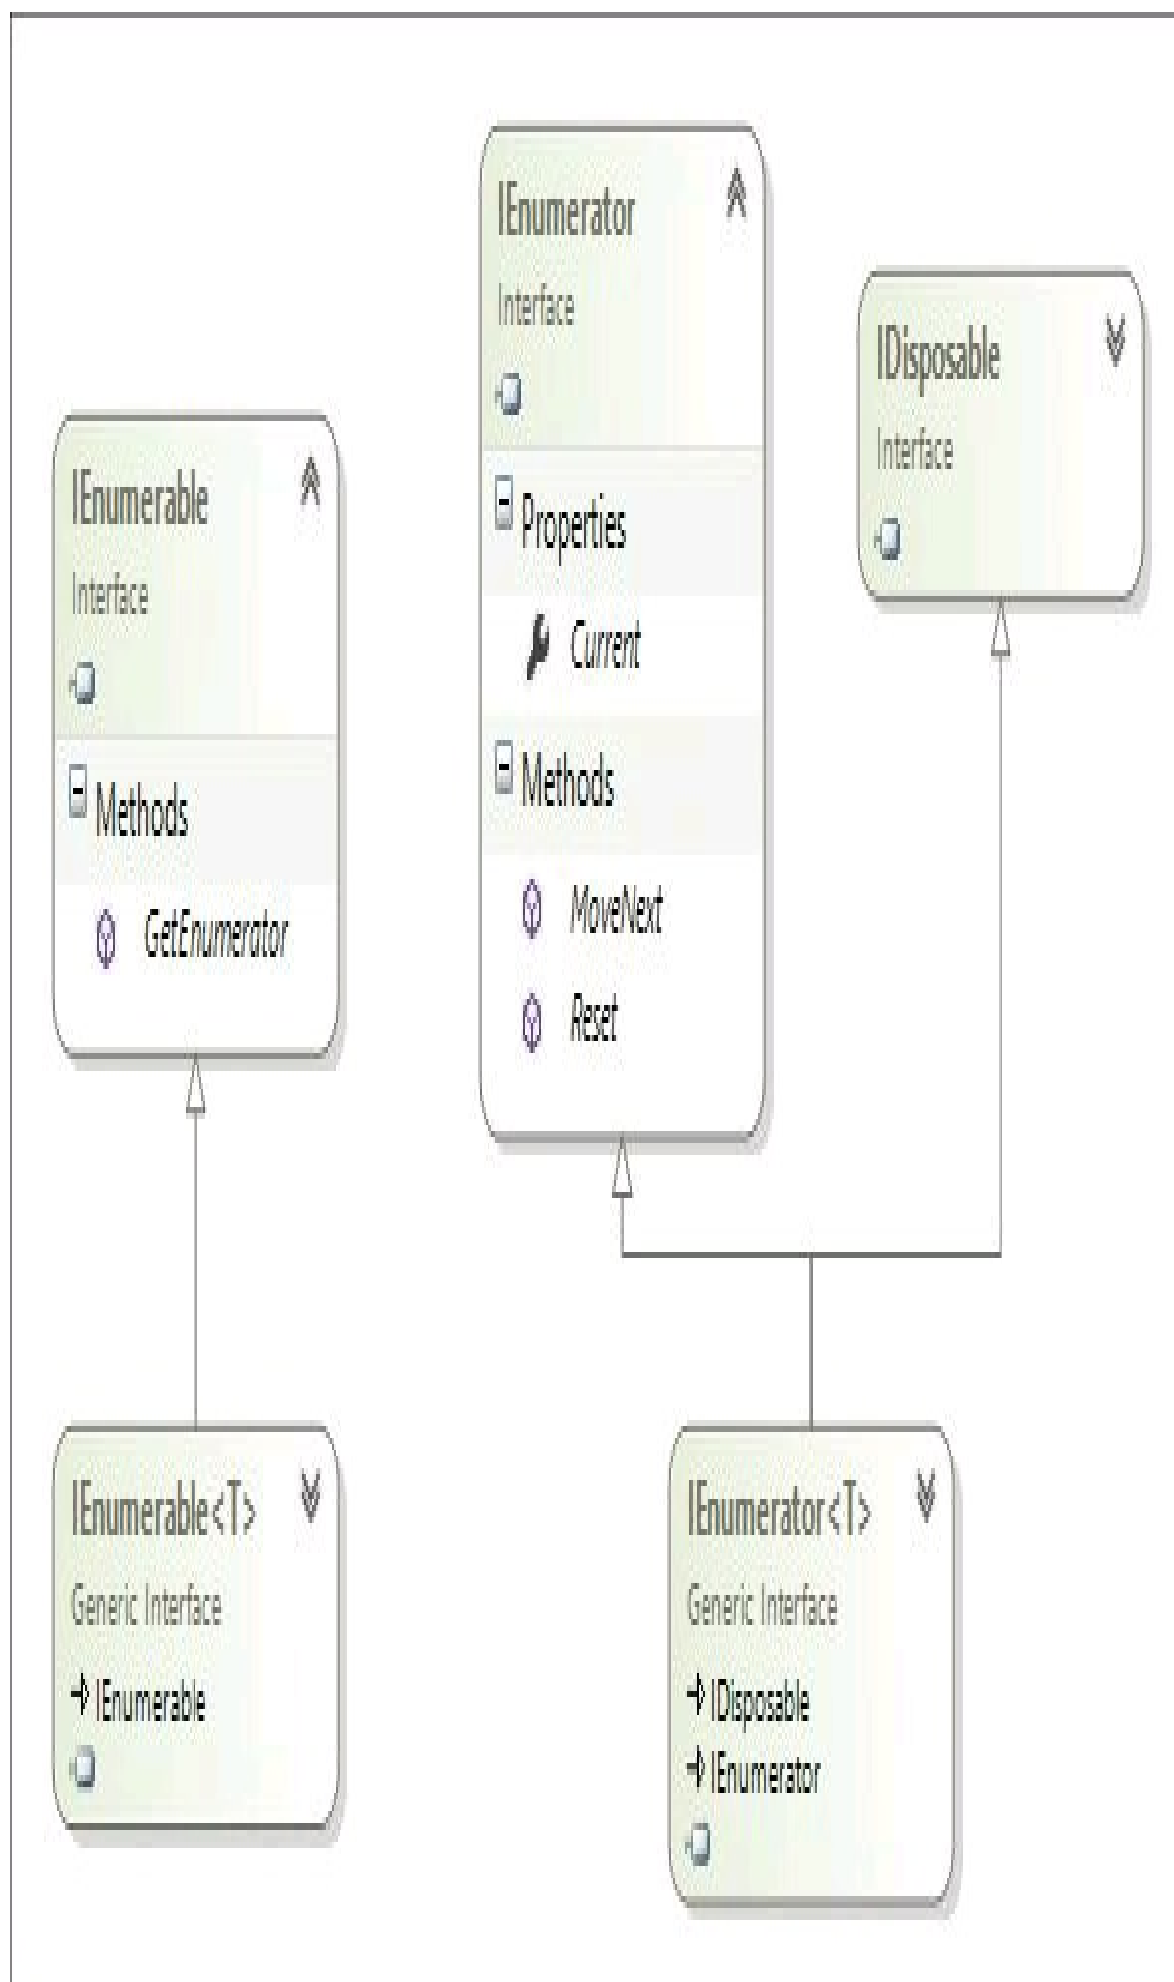 IEnumerable
Interface
Methods
GetEnumerator
IEnumerator
Interface
Properties
Current
Methods
MoveNext
Reset
IDisposable
Interface
IEnumerable<T>
Generic Interface
IEnumerable
IEnumerator<T>
Generic Interface
IDisposable
IEnumerator